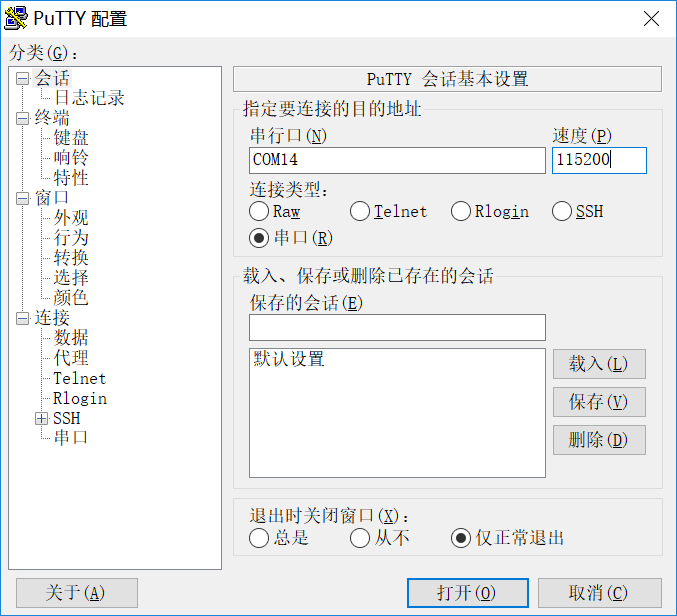 PuTTY 配置
分类(G):
会话
日志记录
终端
键盘
响铃
特性
窗口
外观
行为
转换
选择
颜色
连接
数据
代理
Telnet
Rlogin
SSH
串口
PuTTY 会话基本设置
指定要连接的目的地址
串行口(N) 速度(P)
COM14 115200
连接类型:
Raw Telnet Rlogin SSH
串口(R)
载入、保存或删除已存在的会话
保存的会话(E)
默认设置
载入(L)
保存(V)
删除(D)
退出时关闭窗口(X):
总是 从不 仅正常退出
关于(A) 打开(O) 取消(C)